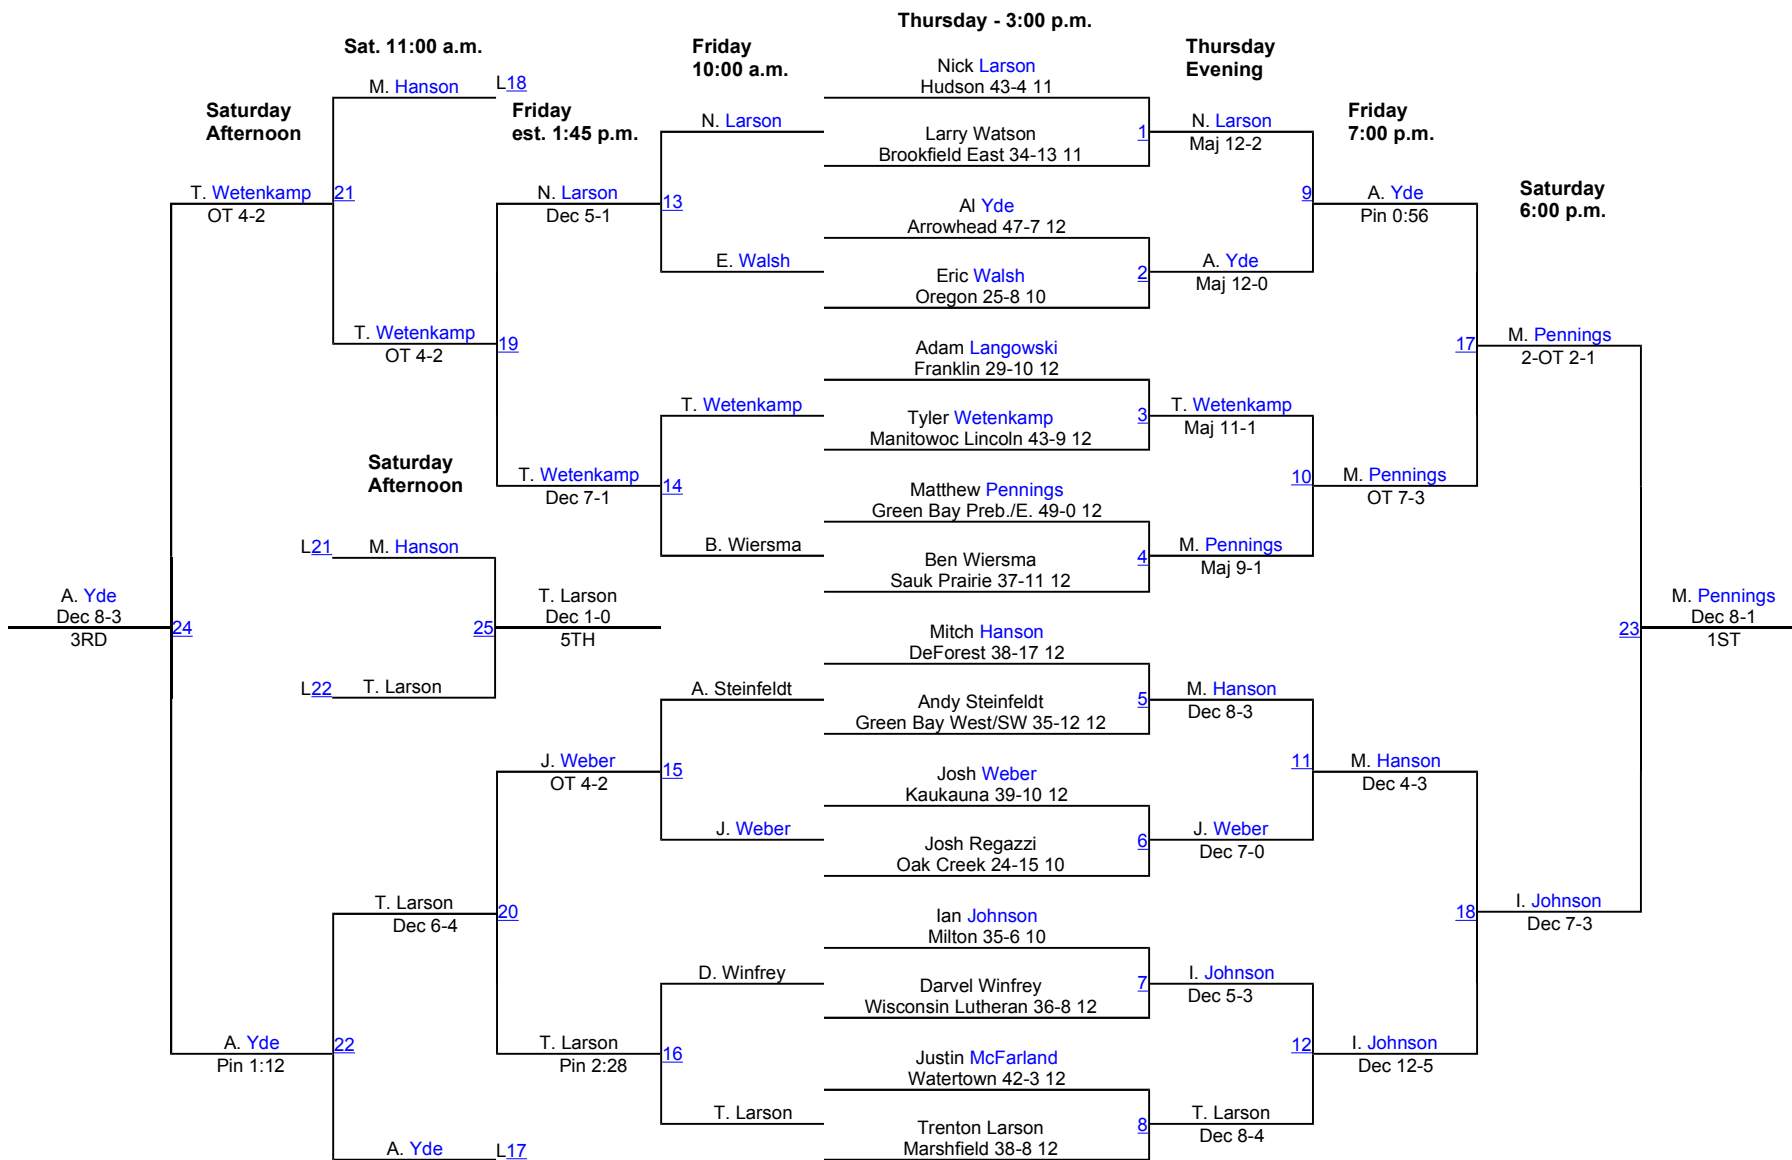 Thursday - 3:00 p.m.
Sat. 11:00 a.m.
Friday
10:00 a.m.
Thursday
Evening
Nick Larson
Hudson 43-4 11
M. Hanson
L18
Saturday
Afternoon
Friday
est. 1:45 p.m.
Friday
7:00 p.m.
N. Larson
Larry Watson
Brookfield East 34-13 11
1
N. Larson
Maj 12-2
T. Wetenkamp
OT 4-2
21
N. Larson
Dec 5-1
13
Al Yde
Arrowhead 47-7 12
9
A. Yde
Pin 0:56
Saturday
6:00 p.m.
E. Walsh
Eric Walsh
Oregon 25-8 10
2
A. Yde
Maj 12-0
T. Wetenkamp
OT 4-2
19
Adam Langowski
Franklin 29-10 12
17
M. Pennings
2-OT 2-1
T. Wetenkamp
Tyler Wetenkamp
Manitowoc Lincoln 43-9 12
3
T. Wetenkamp
Maj 11-1
Saturday
Afternoon
T. Wetenkamp
Dec 7-1
14
Matthew Pennings
Green Bay Preb./E. 49-0 12
10
M. Pennings
OT 7-3
L21
M. Hanson
B. Wiersma
Ben Wiersma
Sauk Prairie 37-11 12
4
M. Pennings
Maj 9-1
A. Yde
Dec 8-3
3RD
24
25
T. Larson
Dec 1-0
5TH
Mitch Hanson
DeForest 38-17 12
23
M. Pennings
Dec 8-1
1ST
L22
T. Larson
A. Steinfeldt
Andy Steinfeldt
Green Bay West/SW 35-12 12
5
M. Hanson
Dec 8-3
J. Weber
OT 4-2
15
Josh Weber
Kaukauna 39-10 12
11
M. Hanson
Dec 4-3
J. Weber
Josh Regazzi
Oak Creek 24-15 10
6
J. Weber
Dec 7-0
T. Larson
Dec 6-4
20
Ian Johnson
Milton 35-6 10
18
I. Johnson
Dec 7-3
D. Winfrey
Darvel Winfrey
Wisconsin Lutheran 36-8 12
7
I. Johnson
Dec 5-3
A. Yde
Pin 1:12
22
T. Larson
Pin 2:28
16
Justin McFarland
Watertown 42-3 12
12
I. Johnson
Dec 12-5
T. Larson
Trenton Larson
Marshfield 38-8 12
8
T. Larson
Dec 8-4
A. Yde
L17